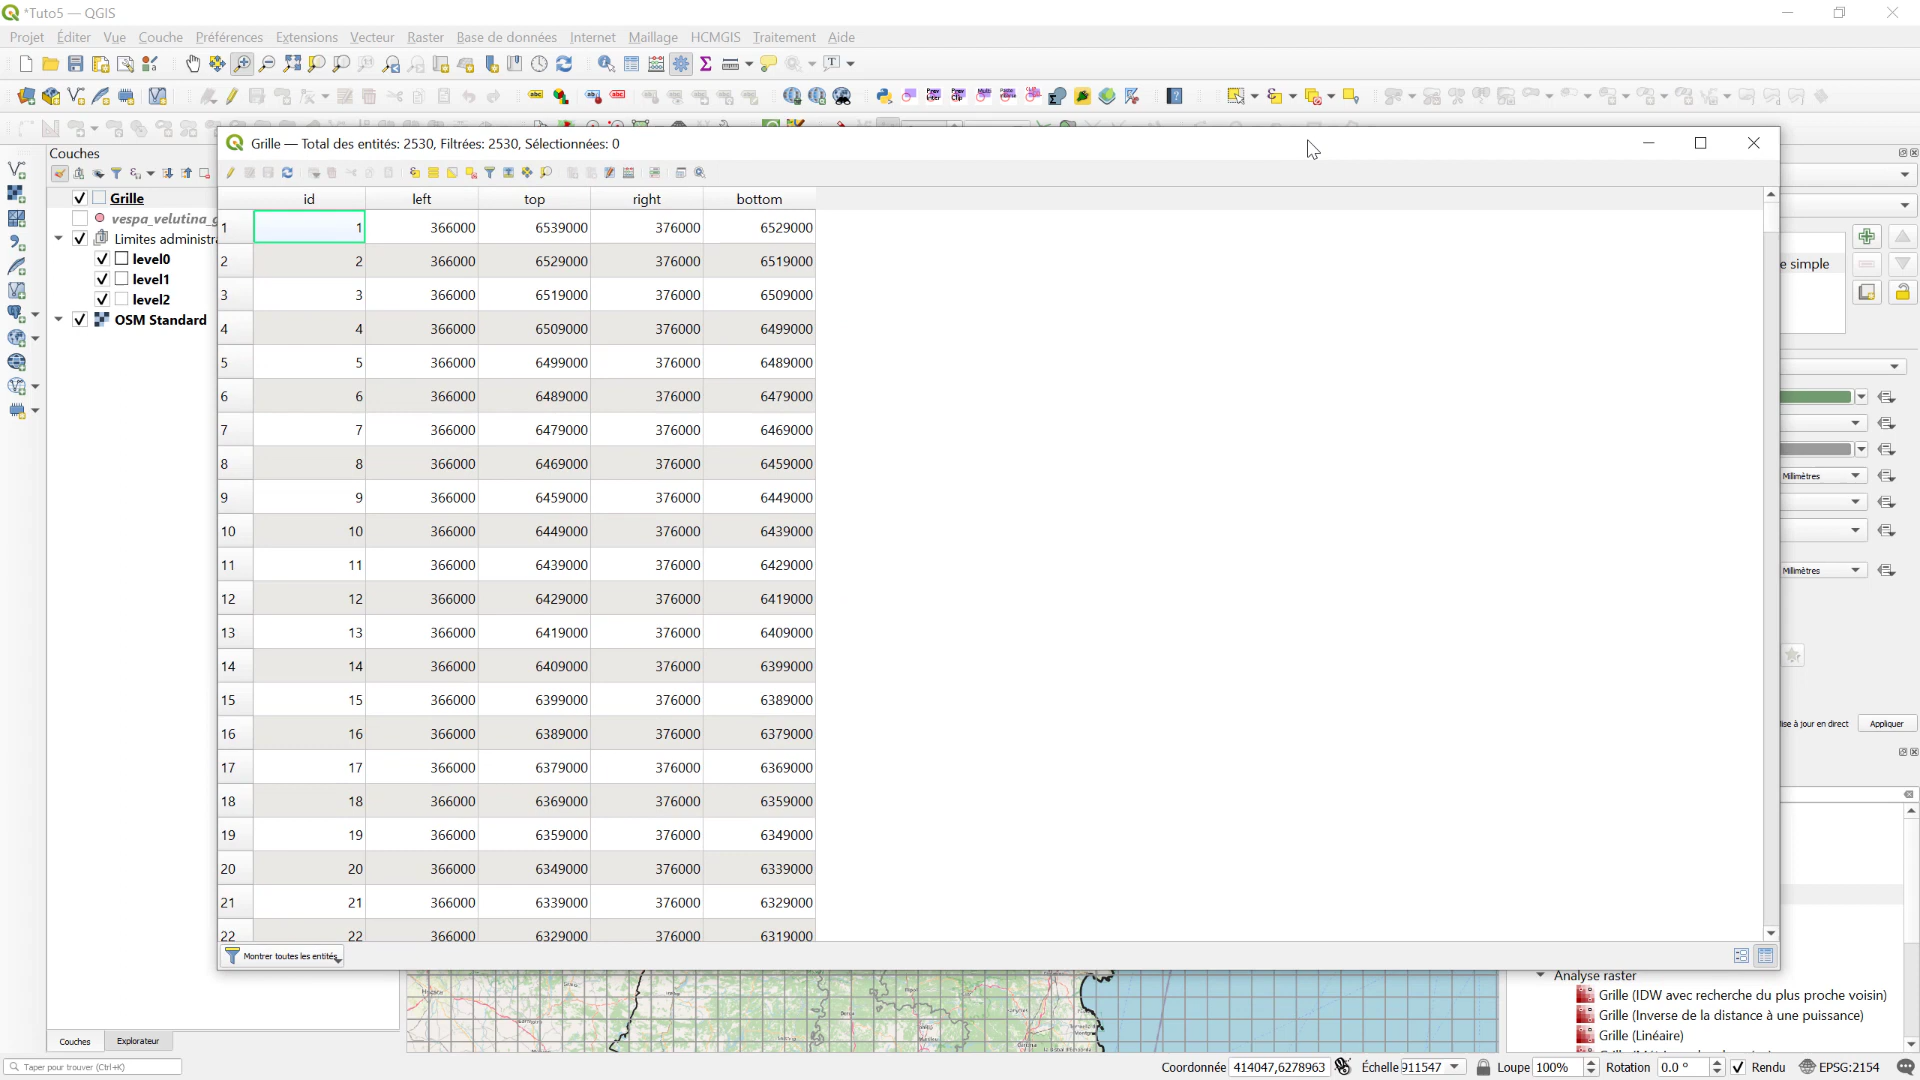 *Tuto5 — QGIS
Projet Éditer Vue Couche Préférences Extensions Vecteur Raster Base de données Internet Maillage HCMGIS Traitement Aide
Couches
Grille — Total des entités: 2530, Filtrées: 2530, Sélectionnées: 0
Grille
vespa_velutina_g
Limites administra
level0
level1
level2
OSM Standard
id left top right bottom
1 1 366000 6539000 376000 6529000
2 2 366000 6529000 376000 6519000
3 3 366000 6519000 376000 6509000
4 4 366000 6509000 376000 6499000
5 5 366000 6499000 376000 6489000
6 6 366000 6489000 376000 6479000
7 7 366000 6479000 376000 6469000
8 8 366000 6469000 376000 6459000
9 9 366000 6459000 376000 6449000
10 10 366000 6449000 376000 6439000
11 11 366000 6439000 376000 6429000
12 12 366000 6429000 376000 6419000
13 13 366000 6419000 376000 6409000
14 14 366000 6409000 376000 6399000
15 15 366000 6399000 376000 6389000
16 16 366000 6389000 376000 6379000
17 17 366000 6379000 376000 6369000
18 18 366000 6369000 376000 6359000
19 19 366000 6359000 376000 6349000
20 20 366000 6349000 376000 6339000
21 21 366000 6339000 376000 6329000
22 22 366000 6329000 376000 6319000
Montrer toutes les entités
e simple
Millimètres
Millimètres
lise à jour en direct Appliquer
Analyse raster
Grille (IDW avec recherche du plus proche voisin)
Grille (Inverse de la distance à une puissance)
Grille (Linéaire)
Couches Explorateur
Taper pour trouver (Ctrl+K)
Coordonnée 414047,6278963 Échelle 911547 Loupe 100% Rotation 0.0 ° Rendu EPSG:2154